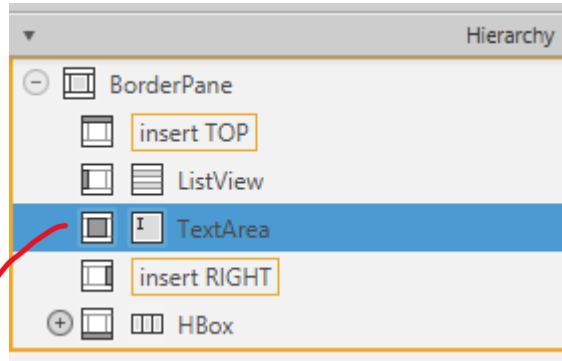 Hierarchy
BorderPane
insert TOP
ListView
TextArea
insert RIGHT
HBox